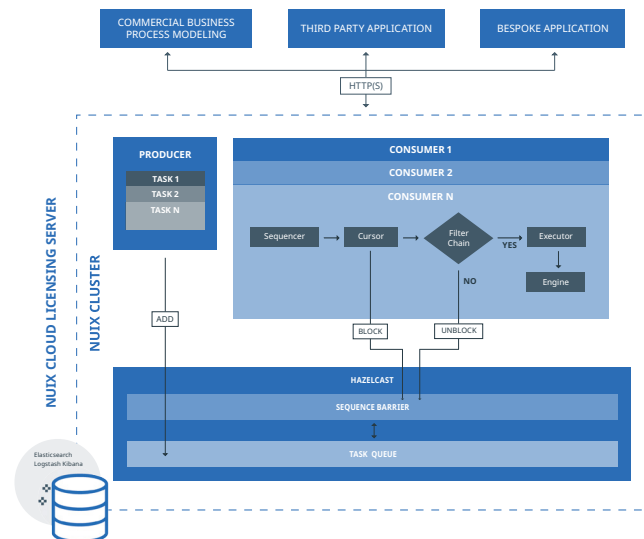 COMMERCIAL BUSINESS
PROCESS MODELING
THIRD PARTY APPLICATION
BESPOKE APPLICATION
HTTP(S)
NUIX CLOUD LICENSING SERVER
NUIX CLUSTER
PRODUCER
TASK 1
TASK 2
TASK N
CONSUMER 1
CONSUMER 2
CONSUMER N
Sequencer
Cursor
Filter
Chain
YES
Executor
NO
Engine
ADD
BLOCK
UNBLOCK
HAZELCAST
SEQUENCE BARRIER
TASK QUEUE
Elasticsearch
Logstash Kibana